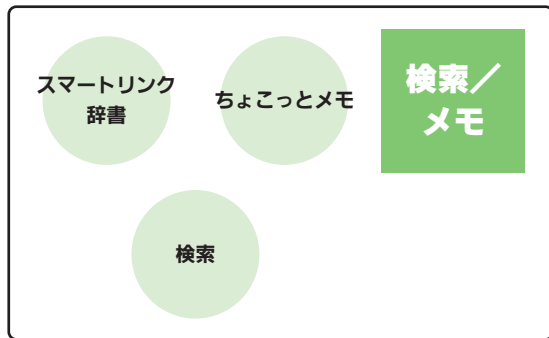 スマートリンク
辞書
ちょこっとメモ
検索／
メモ
検索